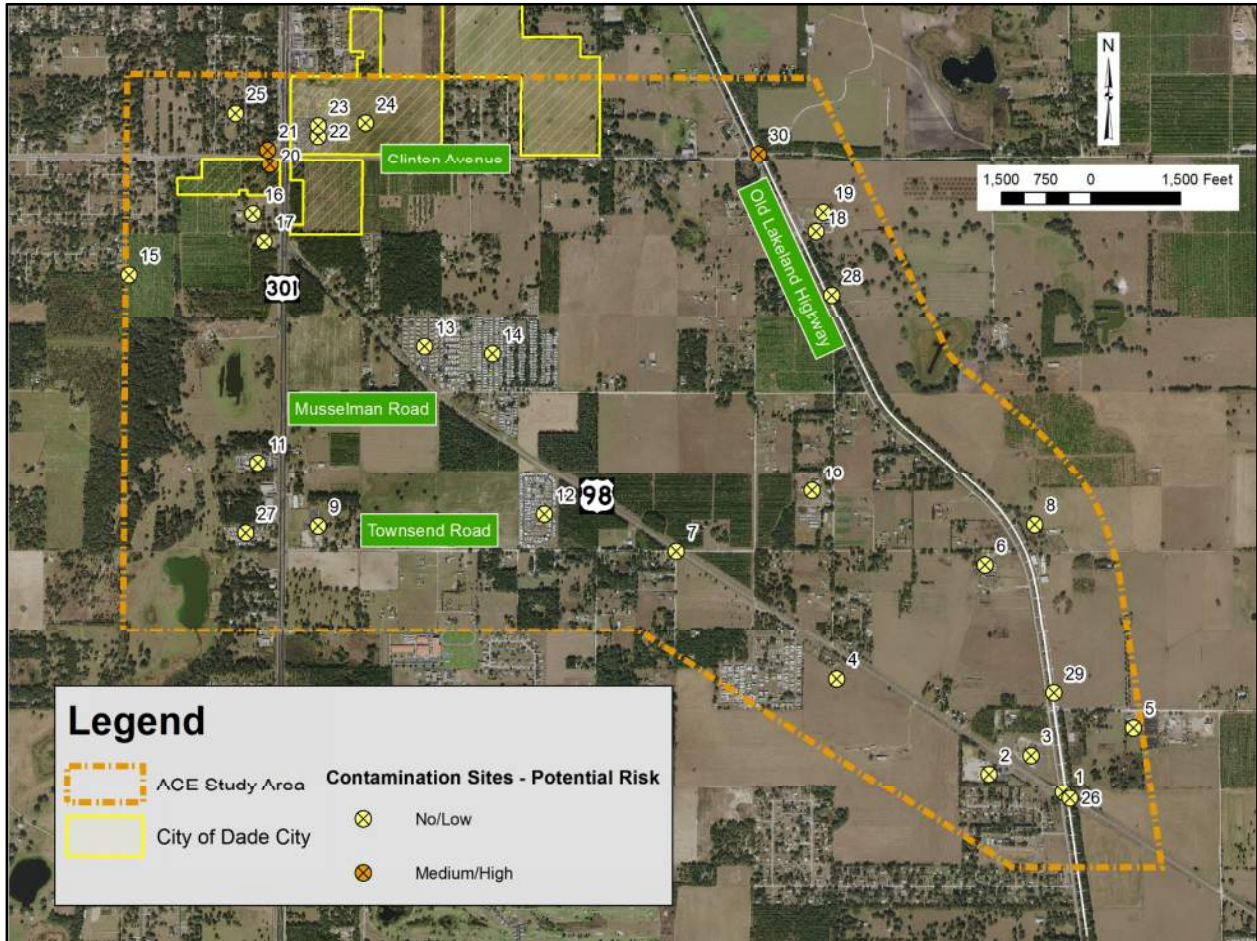 N
25
23
24
22
21
20
Clinton Avenue
30
1,500 750 0 1,500 Feet
16
19
18
17
15
301
28
Old Lakeland Highway
13
14
Musselman Road
11
98
10
12
9
8
27
Townsend Road
7
6
4
29
5
3
2
1
26
Legend
ACE Study Area
City of Dade City
Contamination Sites - Potential Risk
No/Low
Medium/High